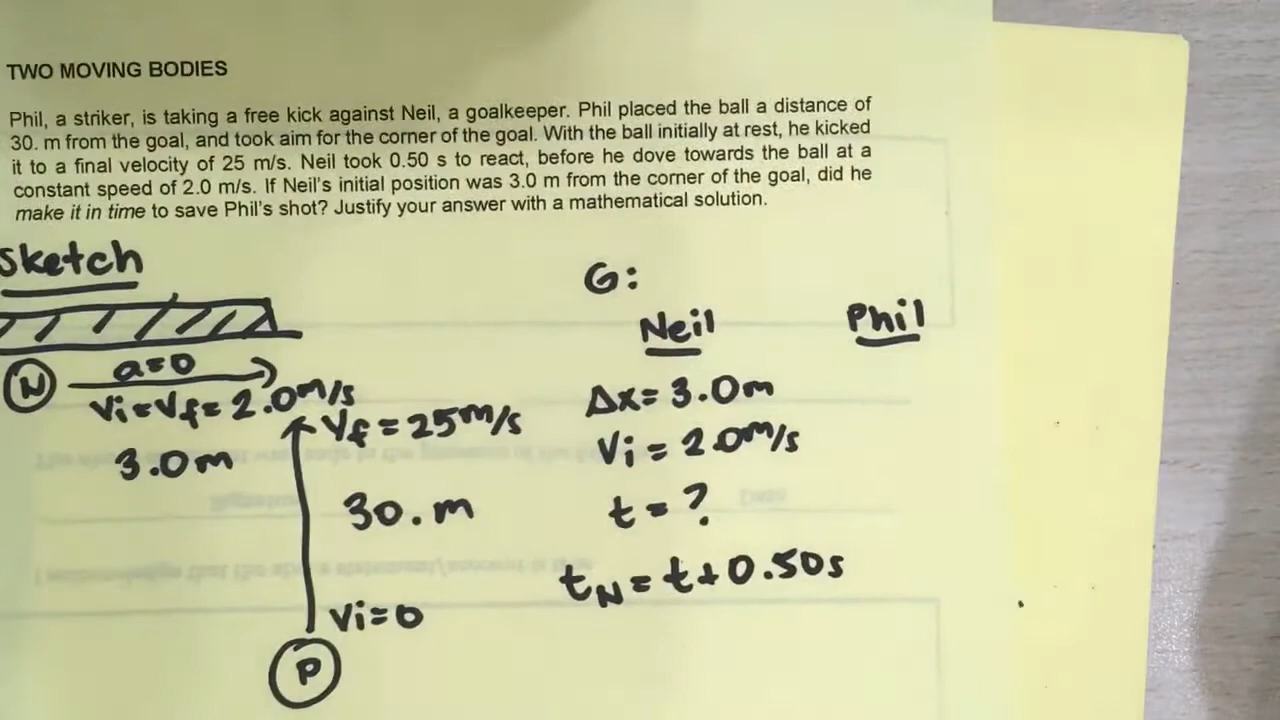 TWO MOVING BODIES
Phil, a striker, is taking a free kick against Neil, a goalkeeper. Phil placed the ball a distance of
30. m from the goal, and took aim for the corner of the goal. With the ball initially at rest, he kicked
it to a final velocity of 25 m/s. Neil took 0.50 s to react, before he dove towards the ball at a
constant speed of 2.0 m/s. If Neil's initial position was 3.0 m from the corner of the goal, did he
make it in time to save Phil's shot? Justify your answer with a mathematical solution.
Sketch
N
a=0
Vi=Vf=2.0m/s
3.0m
Vf=25m/s
30.m
Vi=0
P
G:
Neil
Δx=3.0m
Vi=2.0m/s
t=?
tN=t+0.50s
Phil